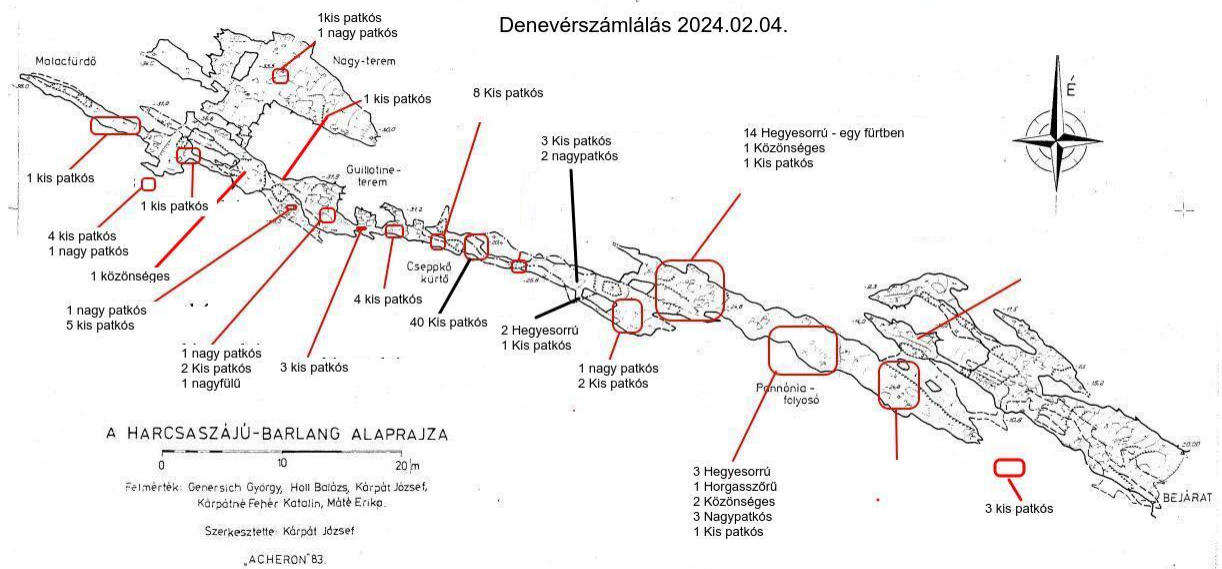 Denevérszámlálás 2024.02.04.
1kis patkós
1 nagy patkós
Malacfürdő
Nagy-terem
É
1 kis patkós
8 Kis patkós
3 Kis patkós
2 nagypatkós
14 Hegyesorrú - egy fürtben
1 Közönséges
1 Kis patkós
1 kis patkós
Guillotine-
terem
1 kis patkós
4 kis patkós
1 nagy patkós
1 közönséges
Cseppkő
kürtő
4 kis patkós
1 nagy patkós
5 kis patkós
40 Kis patkós
2 Hegyesorrú
1 Kis patkós
1 nagy patkós
2 Kis patkós
1 nagyfülű
3 kis patkós
1 nagy patkós
2 Kis patkós
Pannónia-
folyosó
A HARCSASZÁJÚ-BARLANG ALAPRAJZA
0 10 20 m
Felmérték: Genersich György, Holl Balázs, Kárpát József,
Kárpátné Fehér Katalin, Máté Erika.
Szerkesztette: Kárpát József
„ACHERON" 83.
3 Hegyesorrú
1 Horgasszőrű
2 Közönséges
3 Nagypatkós
1 Kis patkós
3 kis patkós
BEJÁRAT